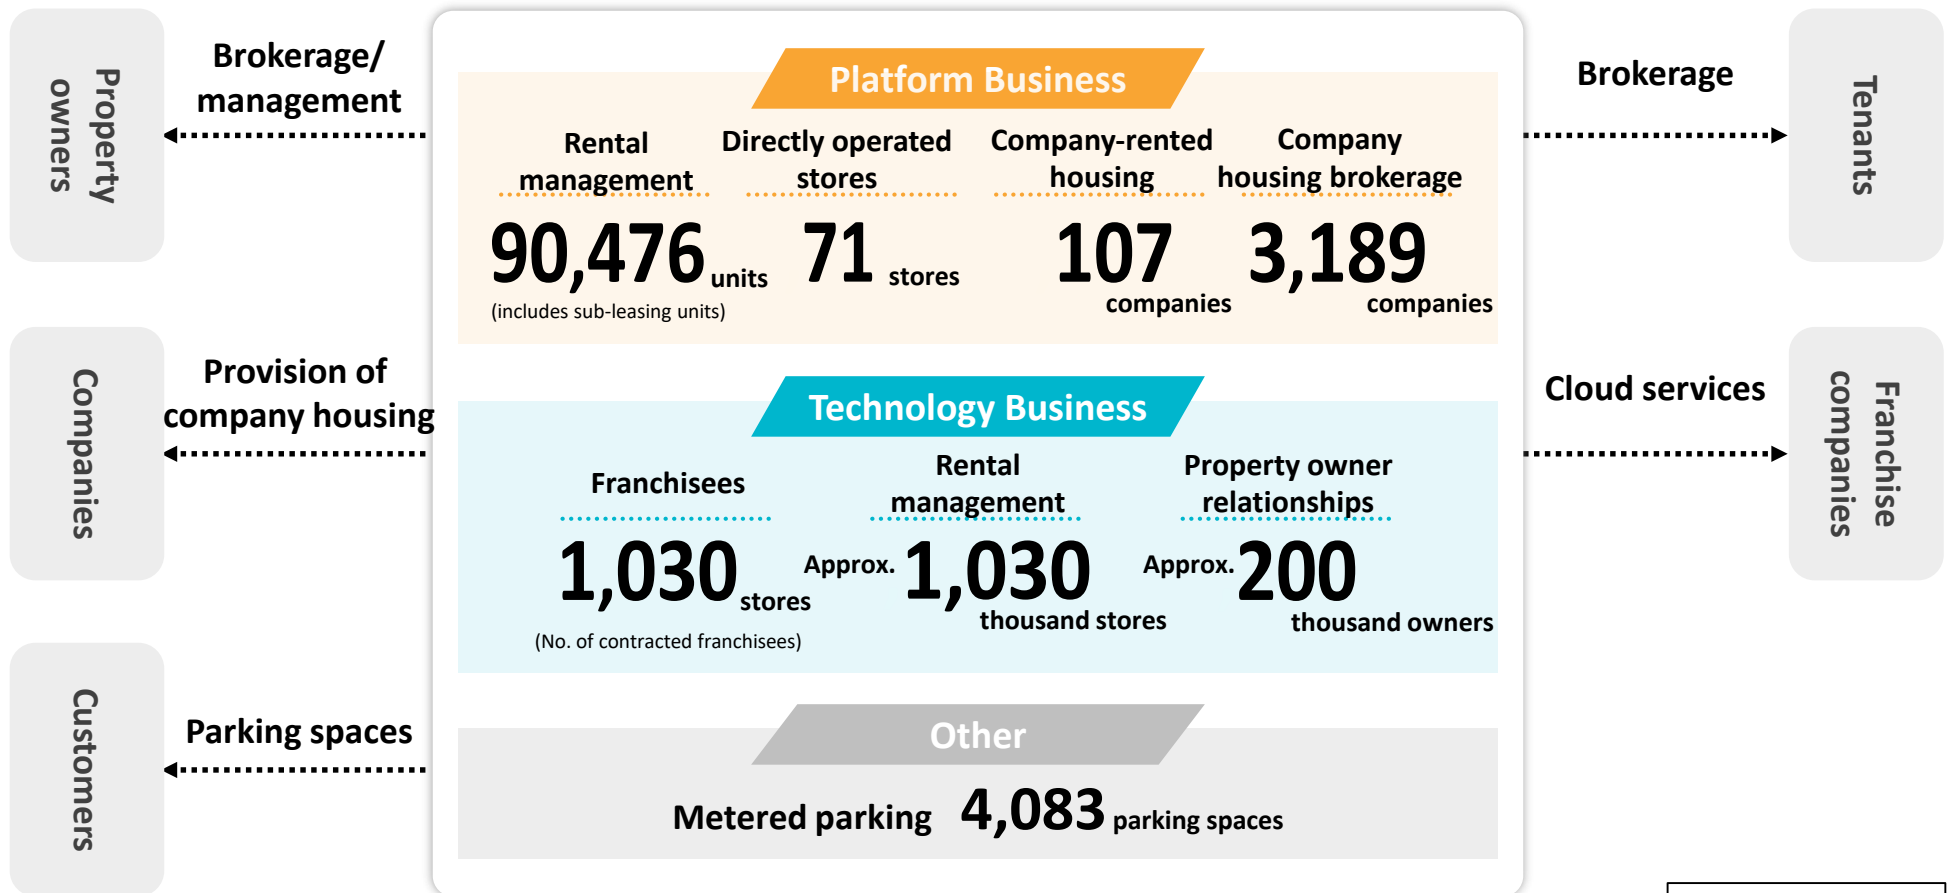 Property
owners
Brokerage/
management
Companies
Provision of
company housing
Customers
Parking spaces
Platform Business
Rental
management
90,476 units
(includes sub-leasing units)
Directly operated
stores
71 stores
Company-rented
housing
107
companies
Company
housing brokerage
3,189
companies
Technology Business
Franchisees
1,030 stores
(No. of contracted franchisees)
Rental
management
Approx. 1,030
thousand stores
Property owner
relationships
Approx. 200
thousand owners
Other
Metered parking 4,083 parking spaces
Brokerage
Tenants
Cloud services
Franchise
companies